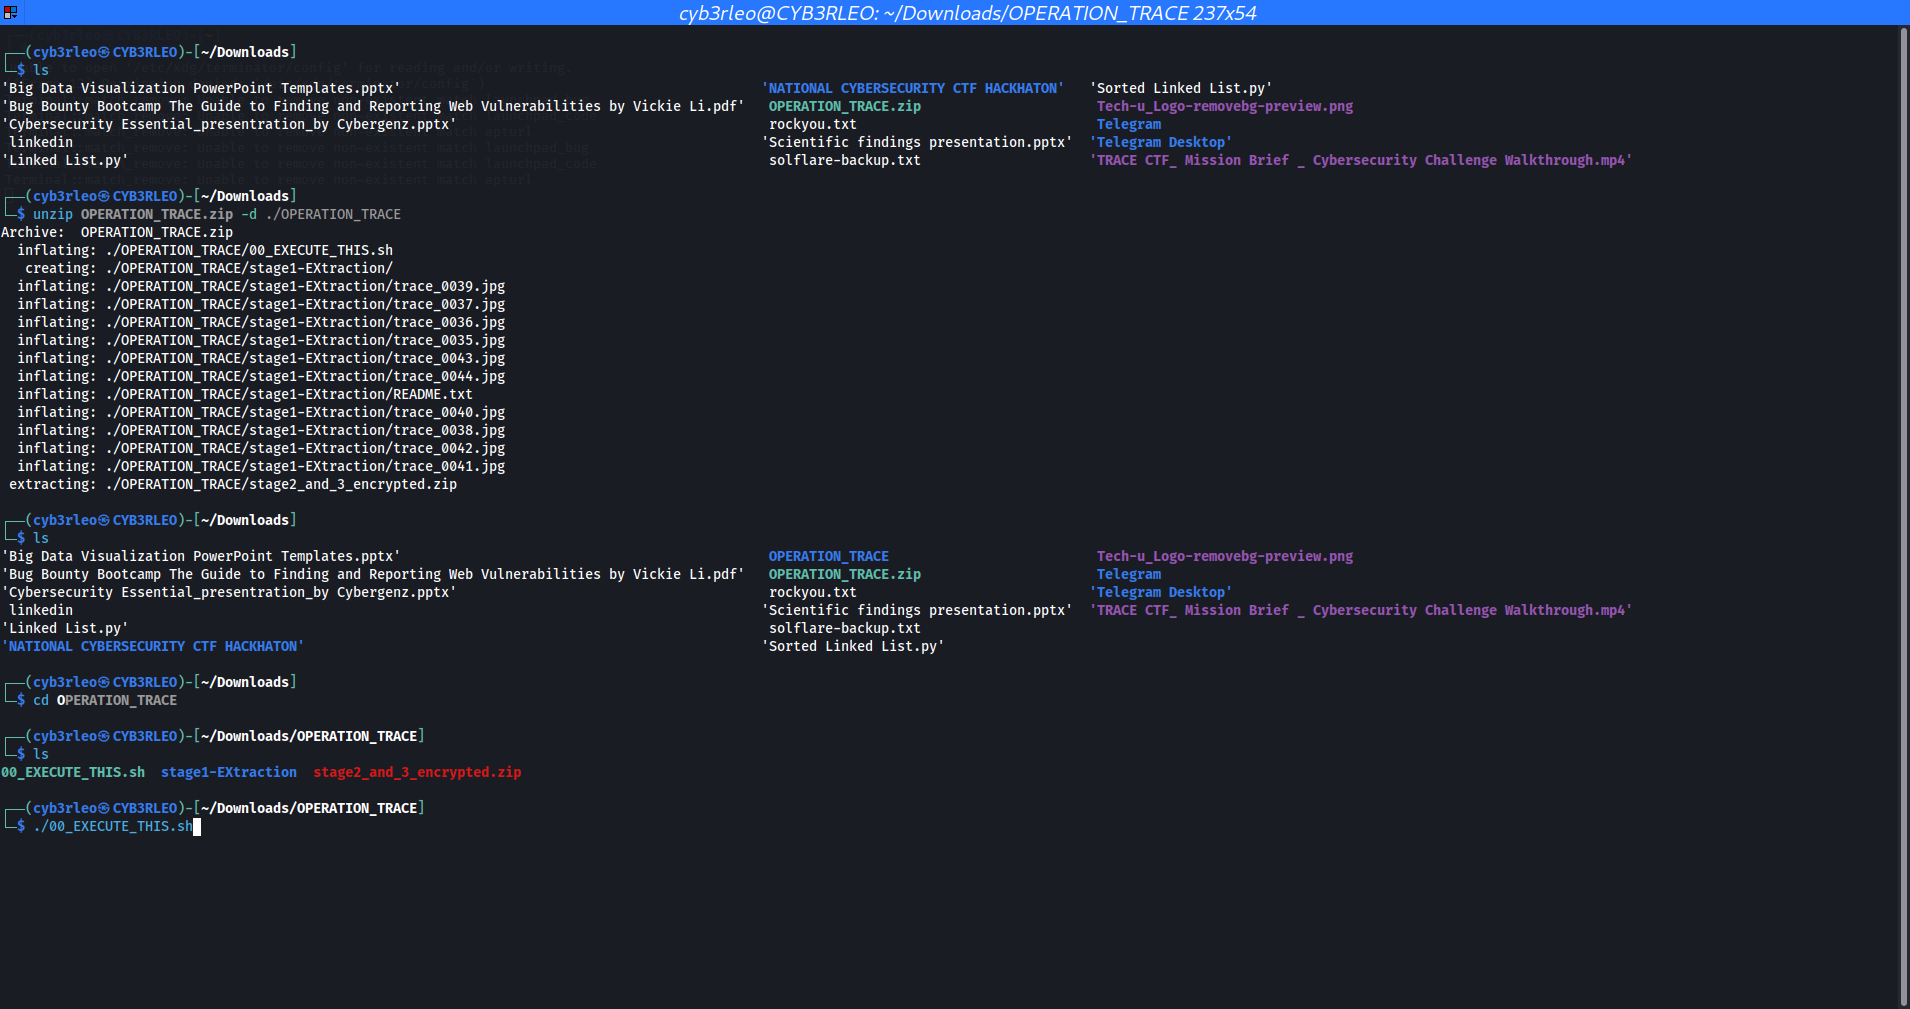 cyb3rleo@CYB3RLEO: ~/Downloads/OPERATION_TRACE 237x54
┌──(cyb3rleo㉿CYB3RLEO)-[~/Downloads]
└─$ ls
'Big Data Visualization PowerPoint Templates.pptx' 'NATIONAL CYBERSECURITY CTF HACKHATON' 'Sorted Linked List.py'
'Bug Bounty Bootcamp The Guide to Finding and Reporting Web Vulnerabilities by Vickie Li.pdf' OPERATION_TRACE.zip Tech-u_Logo-removebg-preview.png
'Cybersecurity Essential_presentration_by Cybergenz.pptx' rockyou.txt Telegram
linkedin 'Scientific findings presentation.pptx' 'Telegram Desktop'
'Linked List.py' solflare-backup.txt 'TRACE CTF_ Mission Brief _ Cybersecurity Challenge Walkthrough.mp4'
┌──(cyb3rleo㉿CYB3RLEO)-[~/Downloads]
└─$ unzip OPERATION_TRACE.zip -d ./OPERATION_TRACE
Archive:  OPERATION_TRACE.zip
inflating: ./OPERATION_TRACE/00_EXECUTE_THIS.sh
creating: ./OPERATION_TRACE/stage1-EXtraction/
inflating: ./OPERATION_TRACE/stage1-EXtraction/trace_0039.jpg
inflating: ./OPERATION_TRACE/stage1-EXtraction/trace_0037.jpg
inflating: ./OPERATION_TRACE/stage1-EXtraction/trace_0036.jpg
inflating: ./OPERATION_TRACE/stage1-EXtraction/trace_0035.jpg
inflating: ./OPERATION_TRACE/stage1-EXtraction/trace_0043.jpg
inflating: ./OPERATION_TRACE/stage1-EXtraction/trace_0044.jpg
inflating: ./OPERATION_TRACE/stage1-EXtraction/README.txt
inflating: ./OPERATION_TRACE/stage1-EXtraction/trace_0040.jpg
inflating: ./OPERATION_TRACE/stage1-EXtraction/trace_0038.jpg
inflating: ./OPERATION_TRACE/stage1-EXtraction/trace_0042.jpg
inflating: ./OPERATION_TRACE/stage1-EXtraction/trace_0041.jpg
extracting: ./OPERATION_TRACE/stage2_and_3_encrypted.zip
┌──(cyb3rleo㉿CYB3RLEO)-[~/Downloads]
└─$ ls
'Big Data Visualization PowerPoint Templates.pptx' OPERATION_TRACE Tech-u_Logo-removebg-preview.png
'Bug Bounty Bootcamp The Guide to Finding and Reporting Web Vulnerabilities by Vickie Li.pdf' OPERATION_TRACE.zip Telegram
'Cybersecurity Essential_presentration_by Cybergenz.pptx' rockyou.txt 'Telegram Desktop'
linkedin 'Scientific findings presentation.pptx' 'TRACE CTF_ Mission Brief _ Cybersecurity Challenge Walkthrough.mp4'
'Linked List.py' solflare-backup.txt
'NATIONAL CYBERSECURITY CTF HACKHATON' 'Sorted Linked List.py'
┌──(cyb3rleo㉿CYB3RLEO)-[~/Downloads]
└─$ cd OPERATION_TRACE
┌──(cyb3rleo㉿CYB3RLEO)-[~/Downloads/OPERATION_TRACE]
└─$ ls
00_EXECUTE_THIS.sh stage1-EXtraction stage2_and_3_encrypted.zip
┌──(cyb3rleo㉿CYB3RLEO)-[~/Downloads/OPERATION_TRACE]
└─$ ./00_EXECUTE_THIS.sh